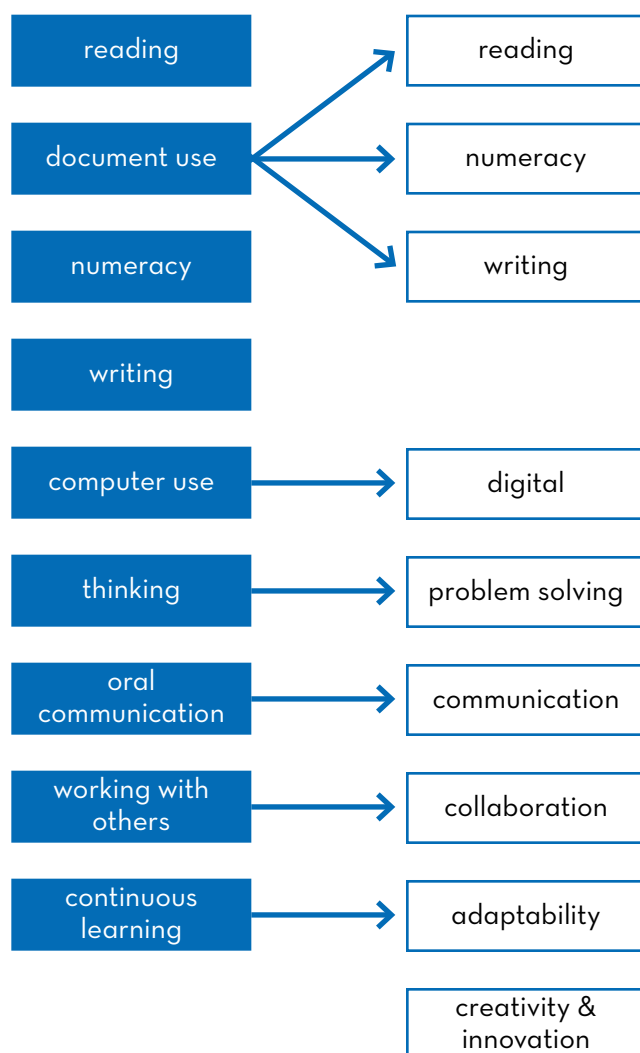 reading
reading
document use
numeracy
numeracy
writing
writing
computer use
digital
thinking
problem solving
oral
communication
communication
working with
others
collaboration
continuous
learning
adaptability
creativity &
innovation